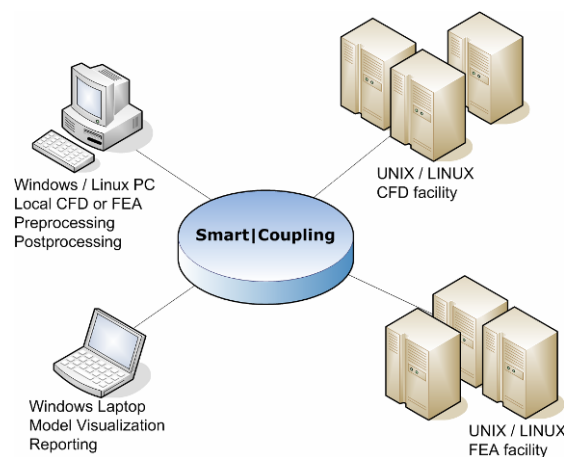 Windows / Linux PC
Local CFD or FEA
Preprocessing
Postprocessing
UNIX / LINUX
CFD facility
Smart|Coupling
Windows Laptop
Model Visualization
Reporting
UNIX / LINUX
FEA facility